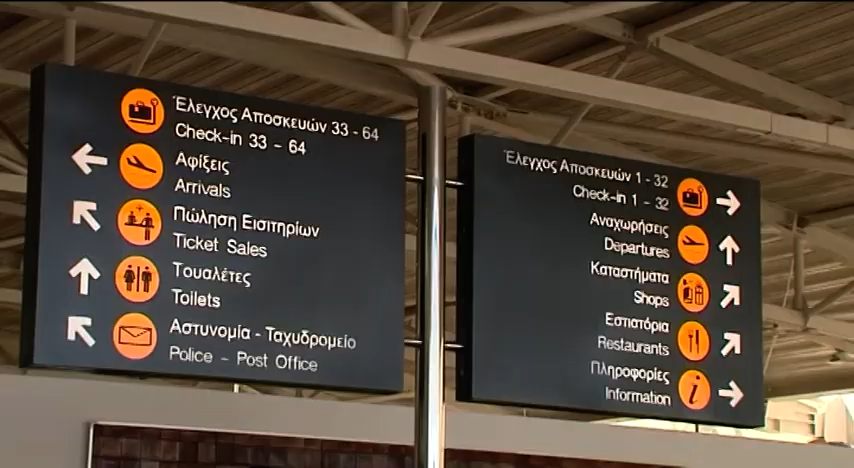 Έλεγχος Αποσκευών 33 - 64
Check-in 33 - 64
Αφίξεις
Arrivals
Πώληση Εισιτηρίων
Ticket Sales
Τουαλέτες
Toilets
Αστυνομία - Ταχυδρομείο
Police - Post Office
Έλεγχος Αποσκευών 1 - 32
Check-in 1 - 32
Αναχωρήσεις
Departures
Καταστήματα
Shops
Εστιατόρια
Restaurants
Πληροφορίες
Information